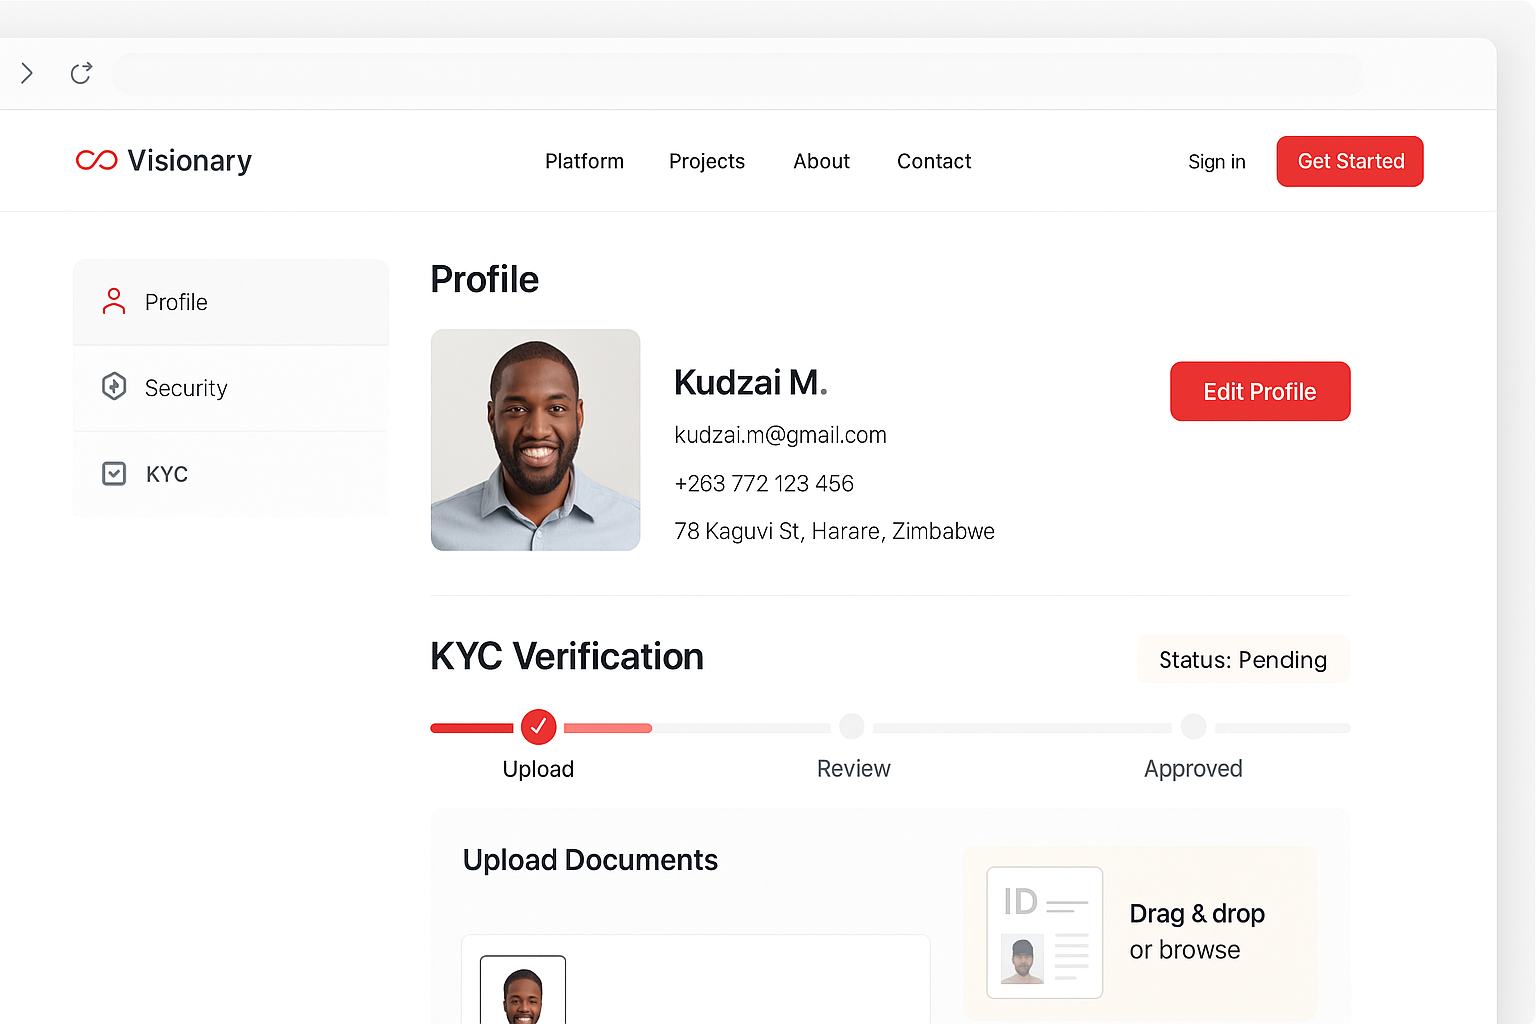 Visionary
Platform
Projects
About
Contact
Sign in
Get Started
Profile
Security
KYC
Profile
Kudzai M.
kudzai.m@gmail.com
+263 772 123 456
78 Kaguvi St, Harare, Zimbabwe
Edit Profile
KYC Verification
Status: Pending
Upload
Review
Approved
Upload Documents
ID
Drag & drop
or browse